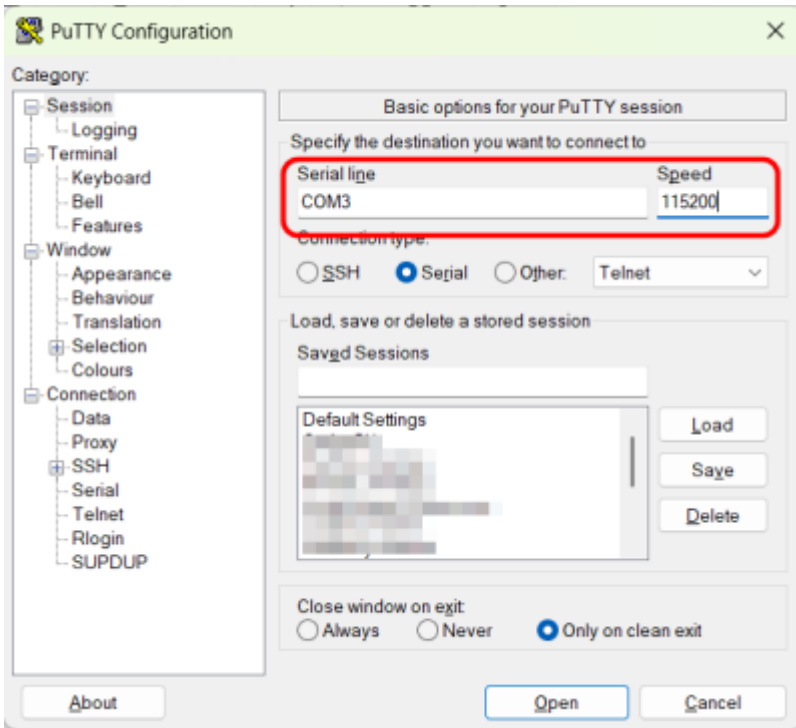 PuTTY Configuration
Category:
Session
Logging
Terminal
Keyboard
Bell
Features
Window
Appearance
Behaviour
Translation
Selection
Colours
Connection
Data
Proxy
SSH
Serial
Telnet
Rlogin
SUPDUP
Basic options for your PuTTY session
Specify the destination you want to connect to
Serial line Speed
COM3 115200
Connection type:
SSH Serial Other: Telnet
Load, save or delete a stored session
Saved Sessions
Default Settings
Load
Save
Delete
Close window on exit:
Always Never Only on clean exit
About Open Cancel